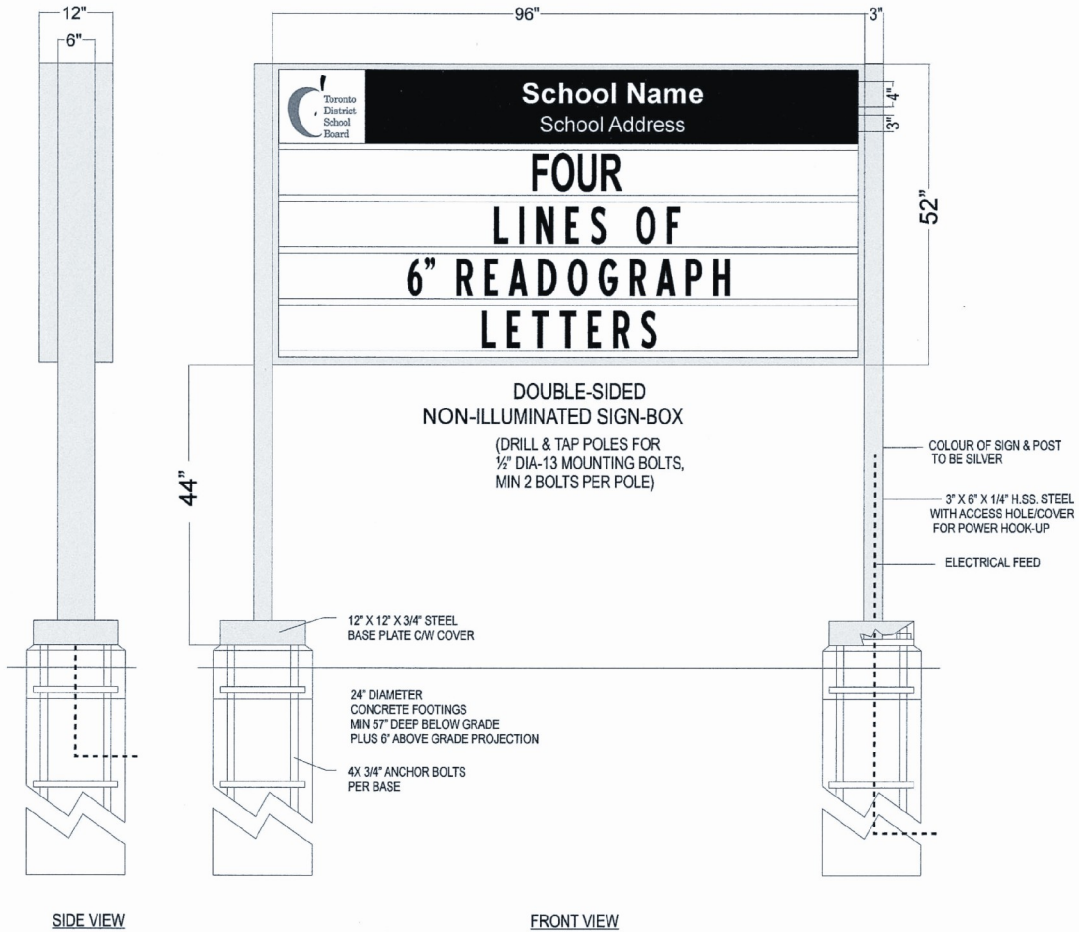 12"
6"
96"
3"
Toronto
District
School
Board
School Name
School Address
4"
3"
FOUR
LINES OF
6” READOGRAPH
LETTERS
52”
DOUBLE-SIDED
NON-ILLUMINATED SIGN-BOX
(DRILL & TAP POLES FOR
½” DIA-13 MOUNTING BOLTS,
MIN 2 BOLTS PER POLE)
44”
COLOUR OF SIGN & POST
TO BE SILVER
3” X 6” X 1/4” H.SS. STEEL
WITH ACCESS HOLE/COVER
FOR POWER HOOK-UP
ELECTRICAL FEED
12” X 12” X 3/4” STEEL
BASE PLATE C/W COVER
24” DIAMETER
CONCRETE FOOTINGS
MIN 57” DEEP BELOW GRADE
PLUS 6” ABOVE GRADE PROJECTION
4X 3/4” ANCHOR BOLTS
PER BASE
SIDE VIEW
FRONT VIEW